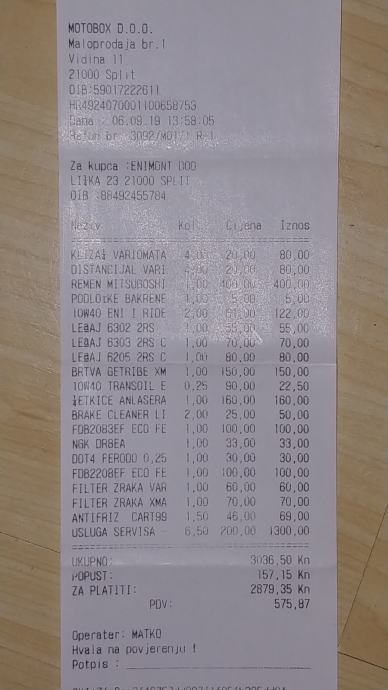 MOTOBOX D.O.O.
Maloprodaja br.1
Vidina 11
21000 Split
OIB:59017222611
HR4924070001100658753
Dana : 06.09.19 13:58.05
Račun br. 3092/M01/1 R-1
Za kupca :ENIMONT DOO
LIŠKA 23 21000 SPLIT
OIB :88492455784
Naziv Kol. Cijena Iznos
VARIOMATA 4,00 20,00 80,00
DISTANCIJAL VARI 4,00 20,00 80,00
REMEN MITSUBOSHI 1,00 400,00 400,00
BAKRENE 1,00 5,00 5,00
10W40 ENI I RIDE 2,00 61,00 122,00
6302 2RS 1,00 55,00 55,00
6303 2RS C 1,00 70,00 70,00
6205 2RS C 1,00 80,00 80,00
BRTVA GETRIBE XM 1,00 150,00 150,00
10W40 TRANSOIL E 0,25 90,00 22,50
ANLASERA 1,00 160,00 160,00
BRAKE CLEANER LI 2,00 25,00 50,00
FDB2083EF ECO FE 1,00 100,00 100,00
NGK DR8EA 1,00 33,00 33,00
DOT4 FERODO 0,25 1,00 30,00 30,00
FDB2208EF ECO FE 1,00 100,00 100,00
FILTER ZRAKA VAR 1,00 60,00 60,00
FILTER ZRAKA XMA 1,00 70,00 70,00
ANTIFRIZ CART99 1,50 46,00 69,00
USLUGA SERVISA - 6,50 200,00 1300,00
UKUPNO: 3036,50 Kn
POPUST: 157,15 Kn
ZA PLATITI: 2879,35 Kn
PDV: 575,87
Operater: MATKO
Hvala na povjerenju !
Potpis :